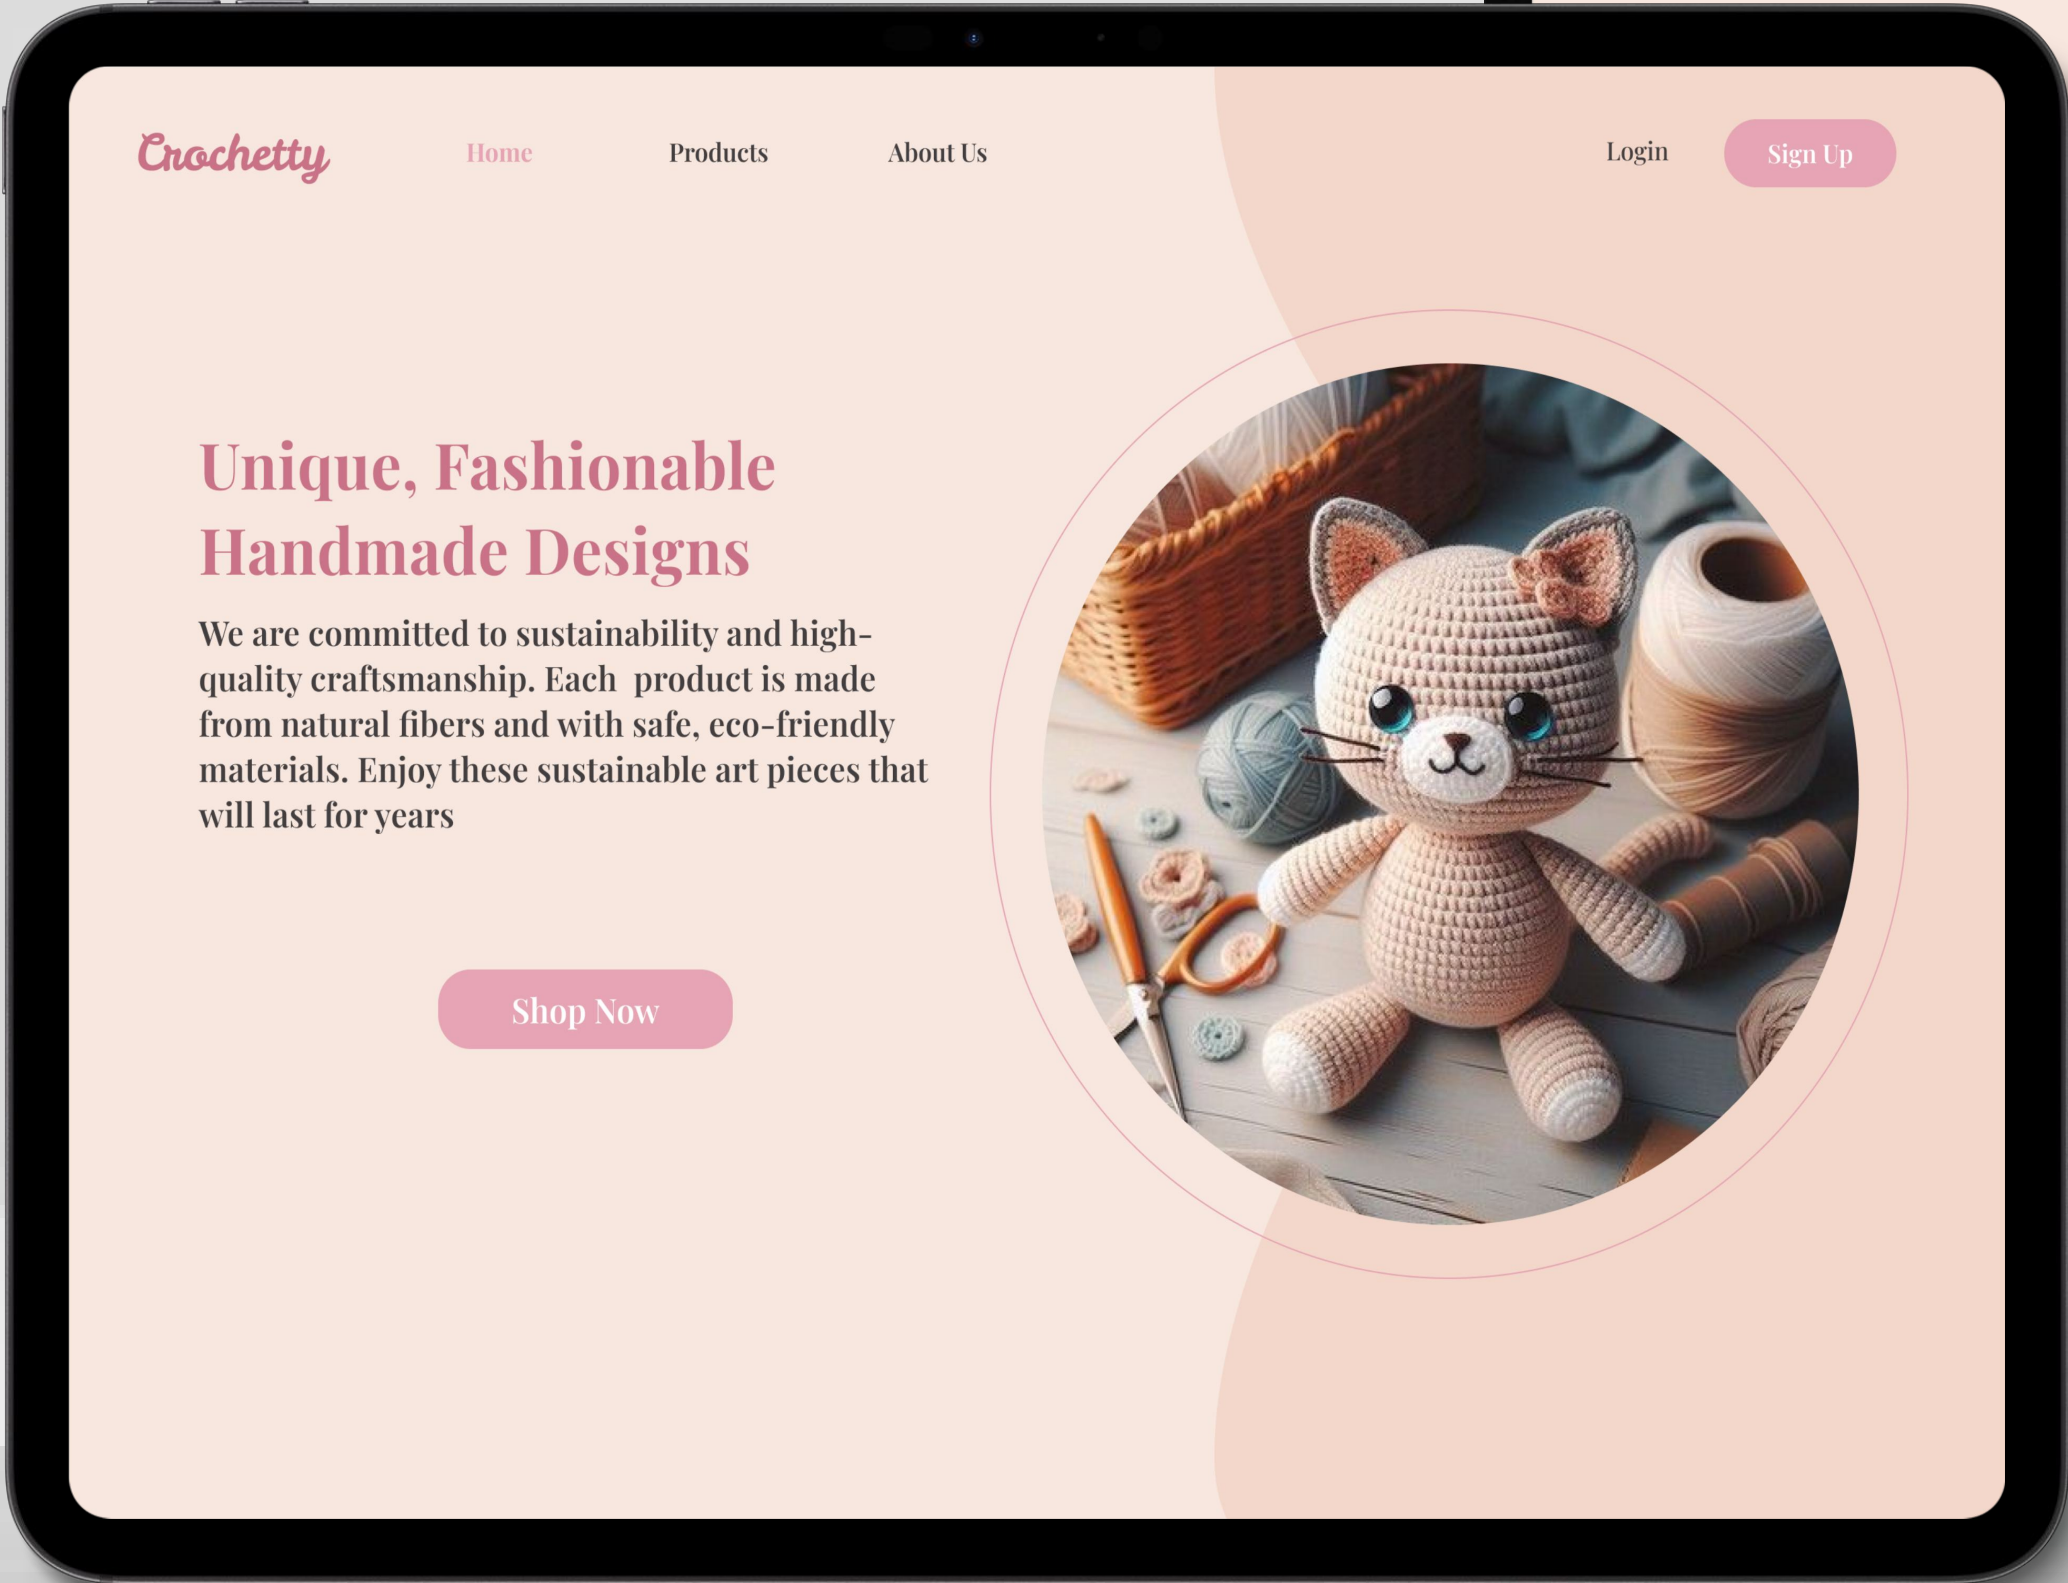 Crochetty
Home
Products
About Us
Login
Sign Up
Unique, Fashionable
Handmade Designs
We are committed to sustainability and high-
quality craftsmanship. Each  product is made
from natural fibers and with safe, eco-friendly
materials. Enjoy these sustainable art pieces that
will last for years
Shop Now